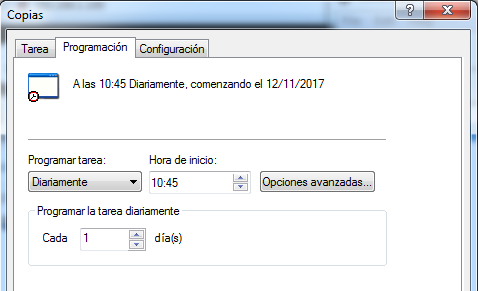 Copias
Tarea Programación Configuración
A las 10:45 Diariamente, comenzando el 12/11/2017
Programar tarea: Hora de inicio:
Diariamente 10:45 Opciones avanzadas...
Programar la tarea diariamente
Cada 1 día(s)